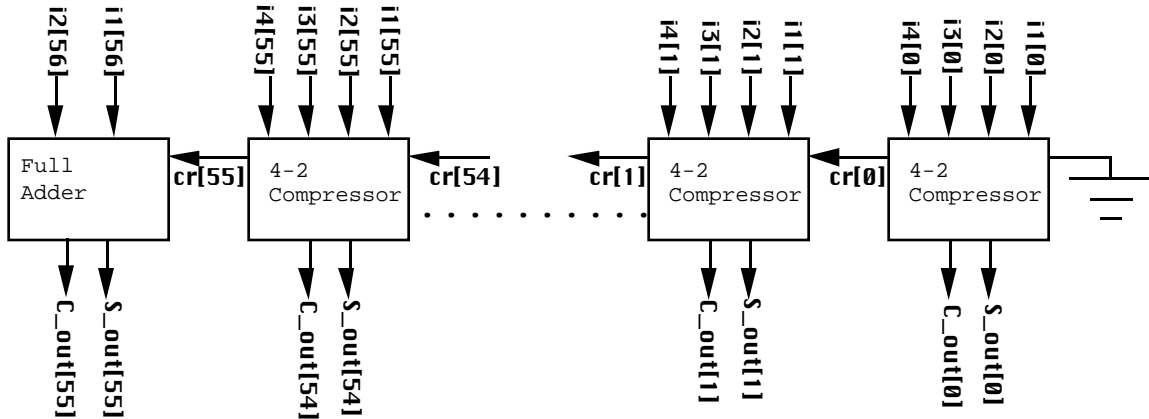 i2[56]
i1[56]
i4[55]
i3[55]
i2[55]
i1[55]
i4[1]
i3[1]
i2[1]
i1[1]
i4[0]
i3[0]
i2[0]
i1[0]
Full
Adder
cr[55]
4-2
Compressor
cr[54]
cr[1]
4-2
Compressor
cr[0]
4-2
Compressor
C_out[55]
S_out[55]
C_out[54]
S_out[54]
C_out[1]
S_out[1]
C_out[0]
S_out[0]